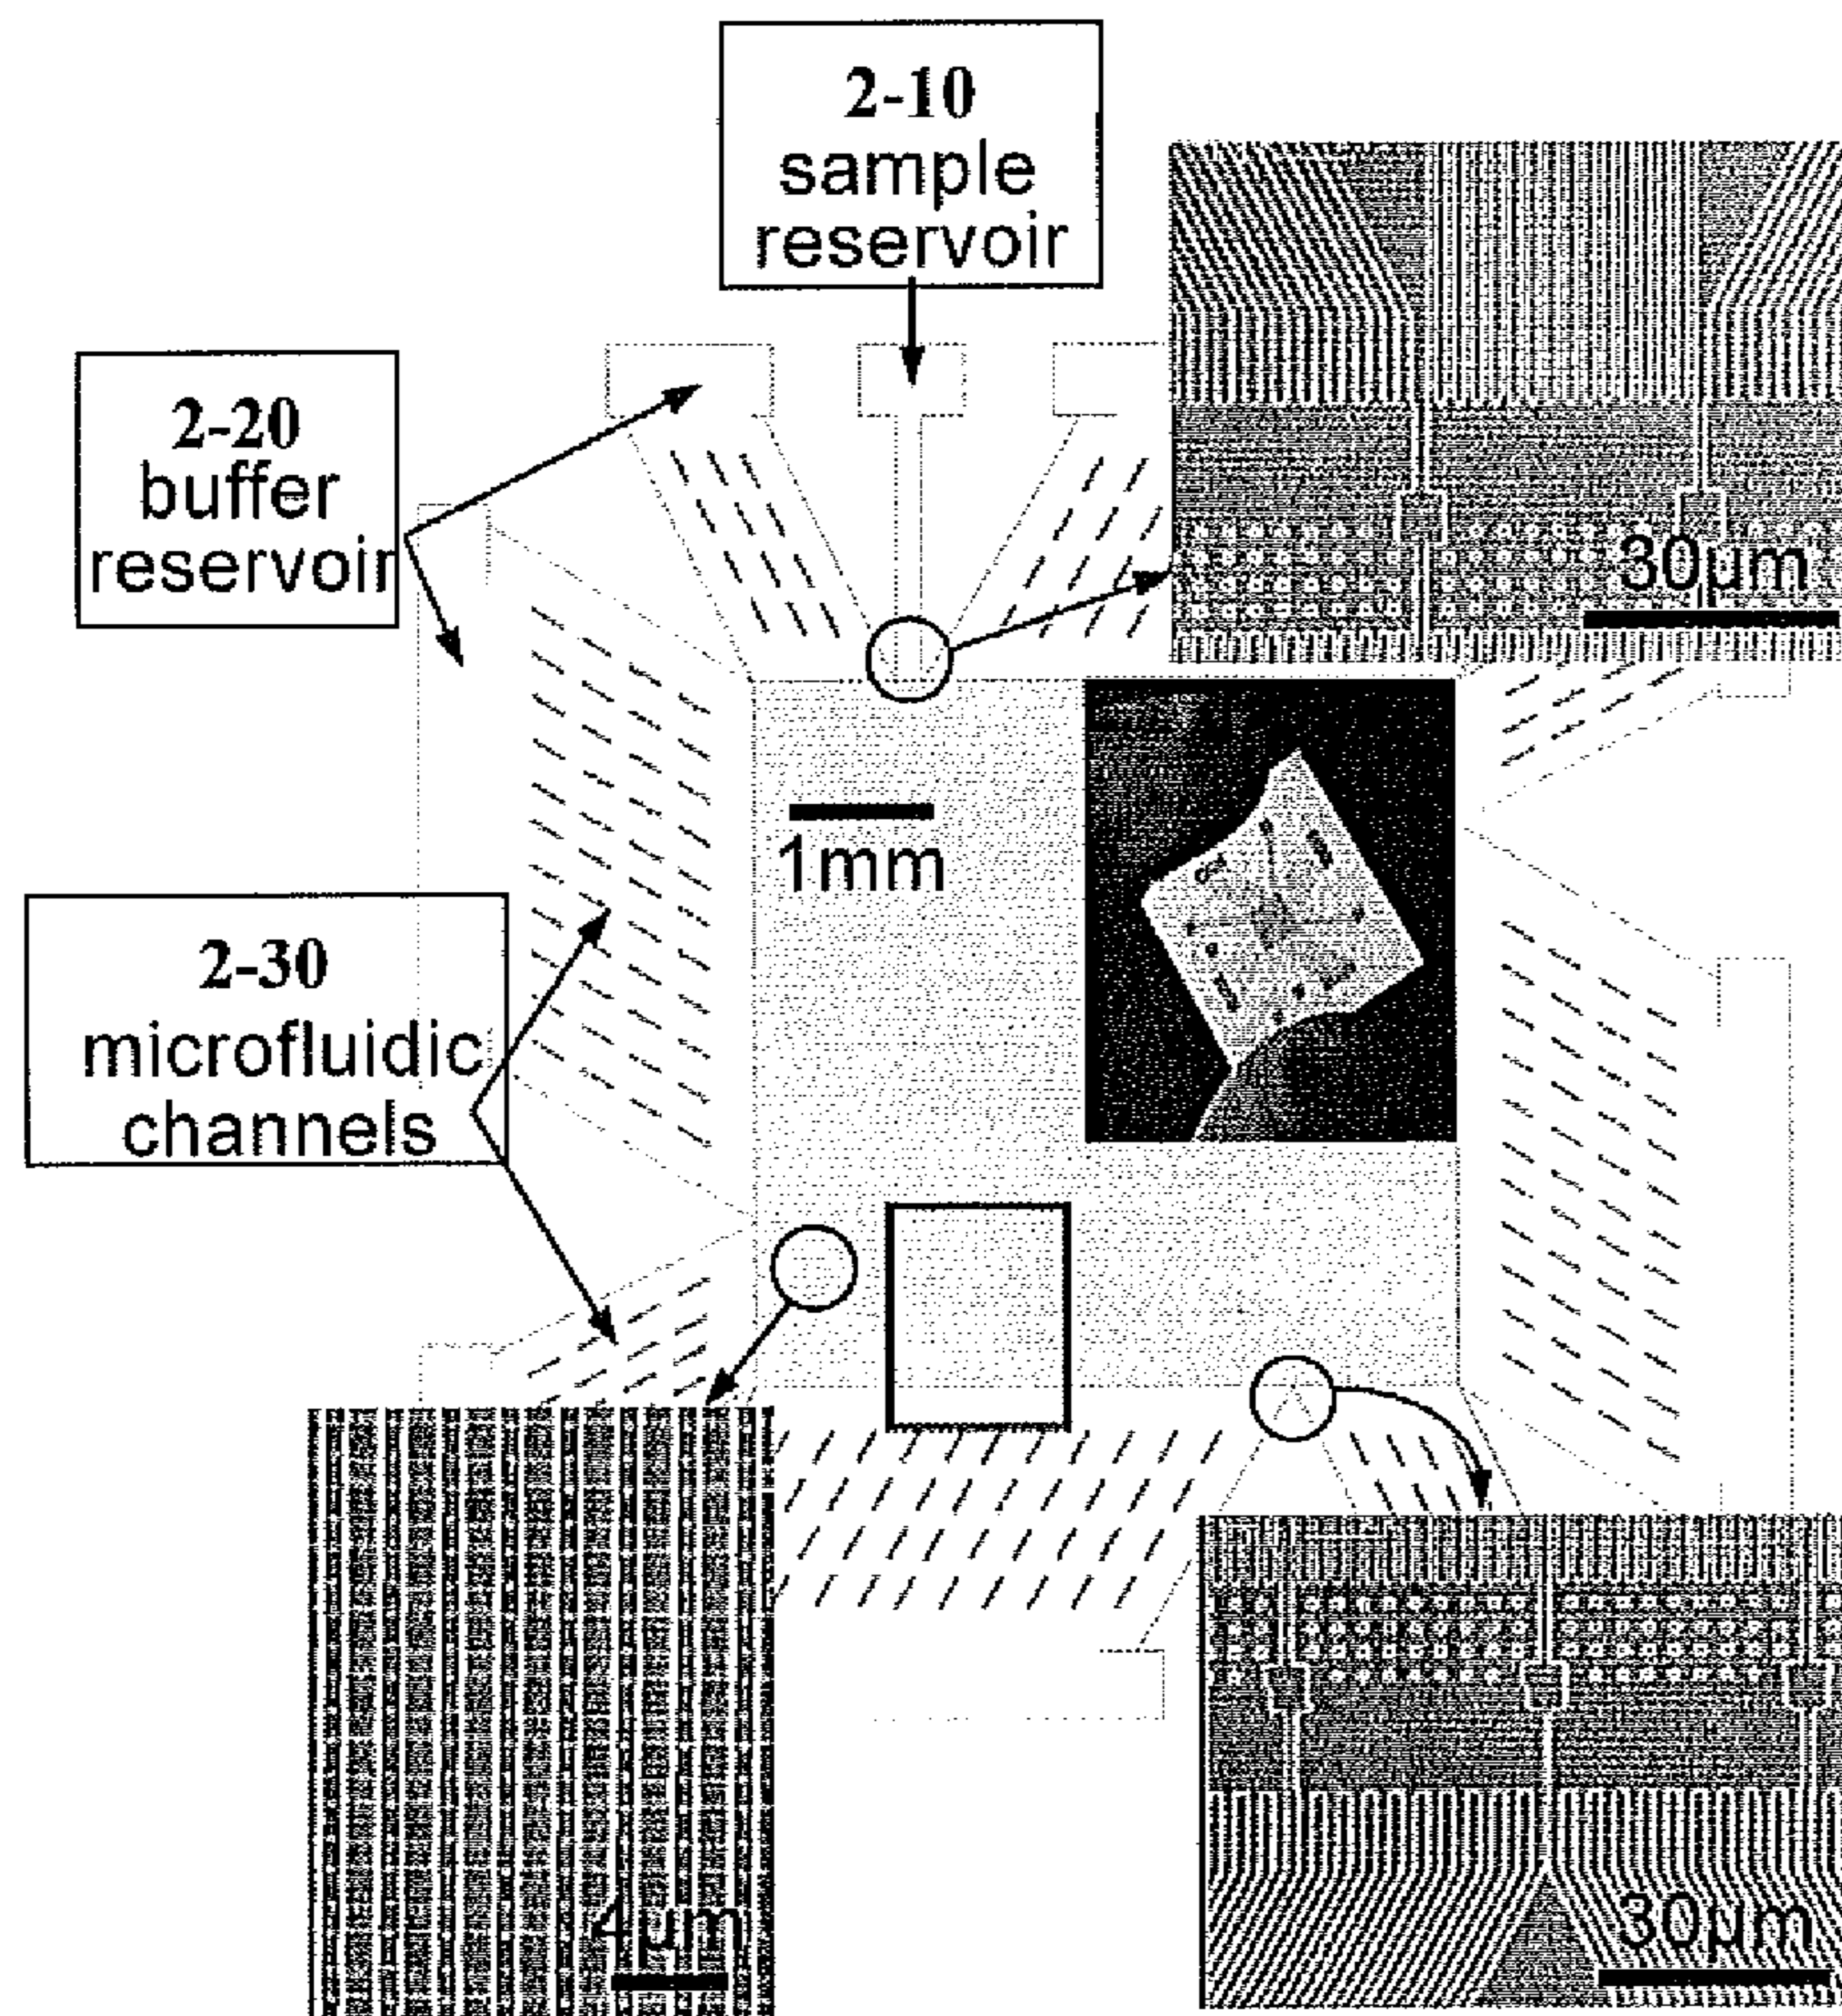 2-10
sample
reservoir
2-20
buffer
reservoir
30µm
1mm
2-30
microfluidic
channels
4µm
30µm